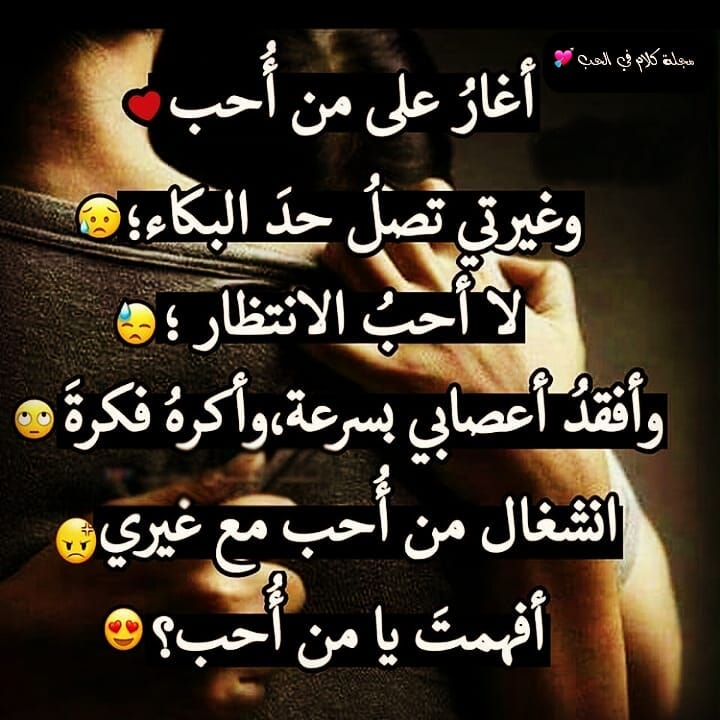 مجلة كلام في الحب 💘
أغارُ على من أُحب ❤
وغيرتي تصلُ حدَ البكاء؛ 😥
لا أحبُ الانتظار ؛ 😓
وأفقدُ أعصابي بسرعة،وأكرهُ فكرةَ 🙄
انشغال من أُحب مع غيري 😡
أفهمتَ يا من أُحب؟ 😍